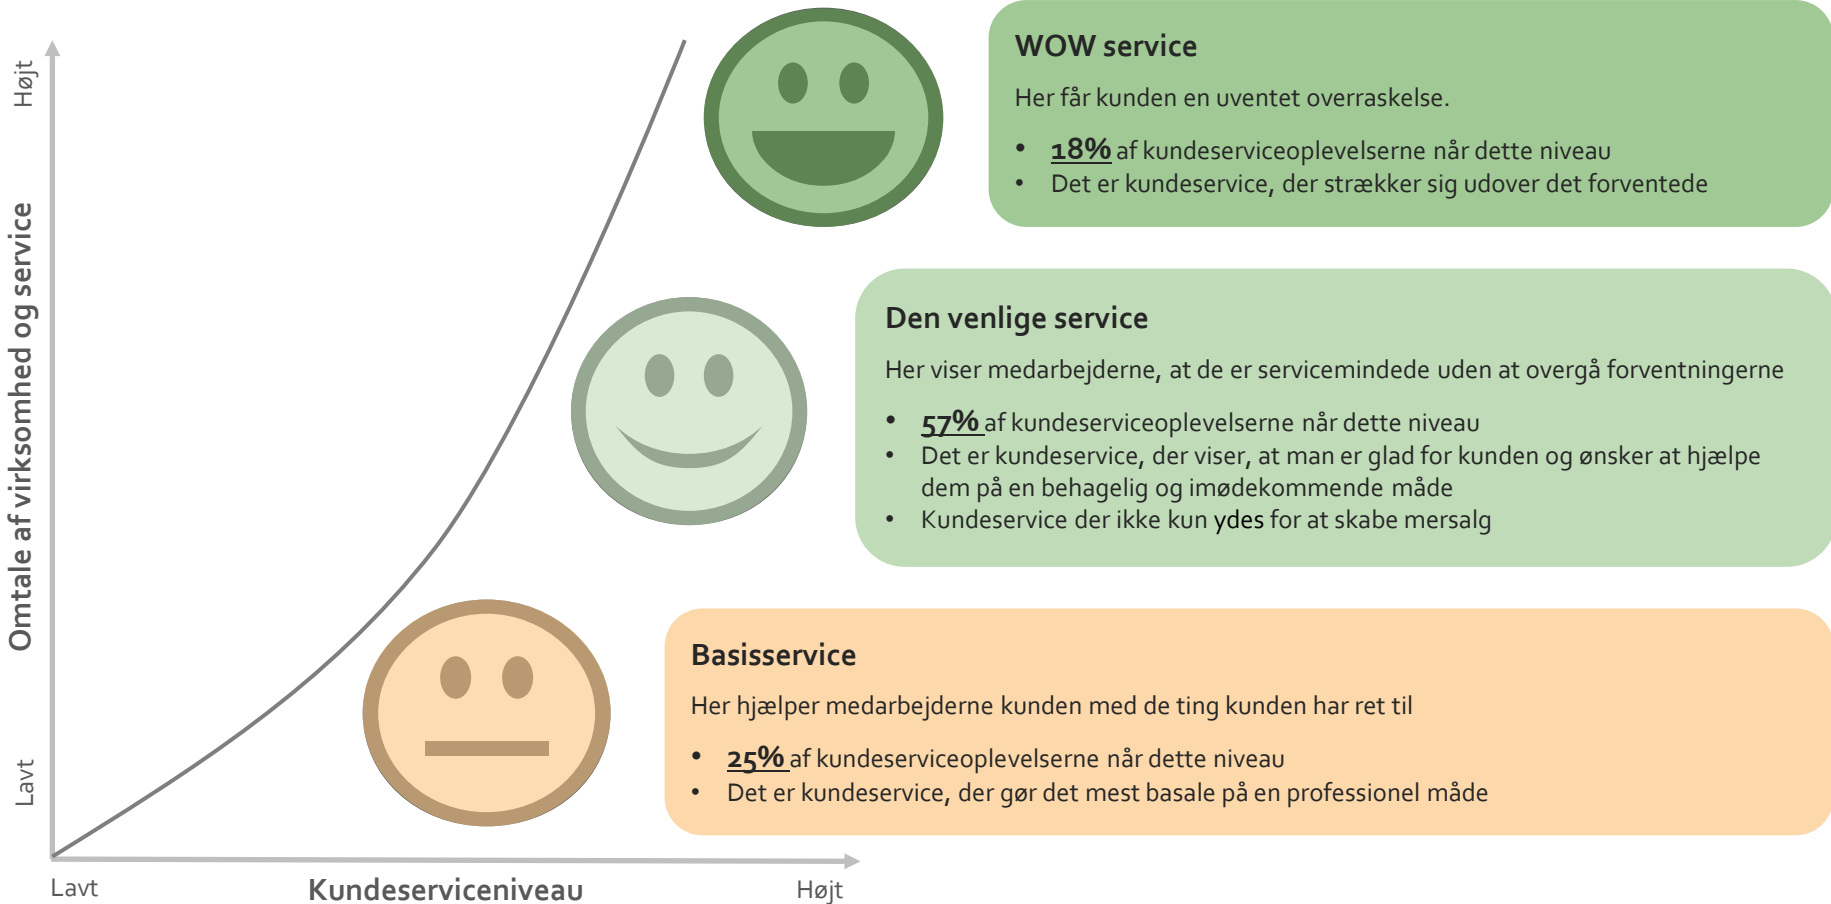 WOW service
Her får kunden en uventet overraskelse.
• 18% af kundeserviceoplevelserne når dette niveau
• Det er kundeservice, der strækker sig udover det forventede
Den venlige service
Her viser medarbejderne, at de er servicemindede uden at overgå forventningerne
• 57% af kundeserviceoplevelserne når dette niveau
• Det er kundeservice, der viser, at man er glad for kunden og ønsker at hjælpe
dem på en behagelig og imødekommende måde
• Kundeservice der ikke kun ydes for at skabe mersalg
Basisservice
Her hjælper medarbejderne kunden med de ting kunden har ret til
• 25% af kundeserviceoplevelserne når dette niveau
• Det er kundeservice, der gør det mest basale på en professionel måde
Højt
Omtale af virksomhed og service
Lavt
Lavt
Kundeserviceniveau
Højt